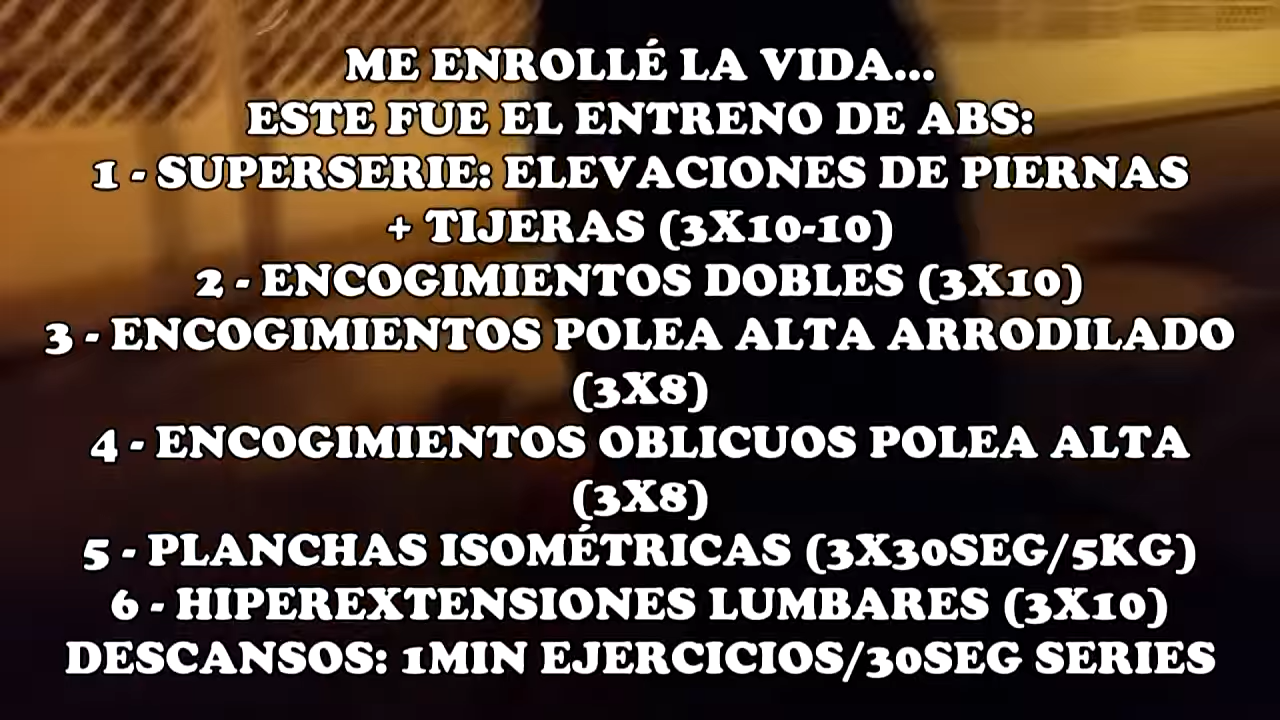 ME ENROLLÉ LA VIDA...
ESTE FUE EL ENTRENO DE ABS:
1 - SUPERSERIE: ELEVACIONES DE PIERNAS
+ TIJERAS (3X10-10)
2 - ENCOGIMIENTOS DOBLES (3X10)
3 - ENCOGIMIENTOS POLEA ALTA ARRODILADO
(3X8)
4 - ENCOGIMIENTOS OBLICUOS POLEA ALTA
(3X8)
5 - PLANCHAS ISOMÉTRICAS (3X30SEG/5KG)
6 - HIPEREXTENSIONES LUMBARES (3X10)
DESCANSOS: 1MIN EJERCICIOS/30SEG SERIES